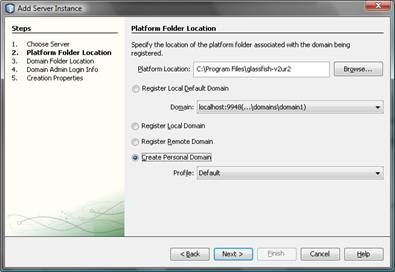 Add Server Instance
Steps
1. Choose Server
2. Platform Folder Location
3. Domain Folder Location
4. Domain Admin Login Info
5. Creation Properties
Platform Folder Location
Specify the location of the platform folder associated with the domain being
registered.
Platform Location: C:\Program Files\glassfish-v2ur2 Browse...
Register Local Default Domain
Domain: localhost:9948(...\domains\domain1)
Register Local Domain
Register Remote Domain
Create Personal Domain
Profile: Default
< Back Next > Finish Cancel Help